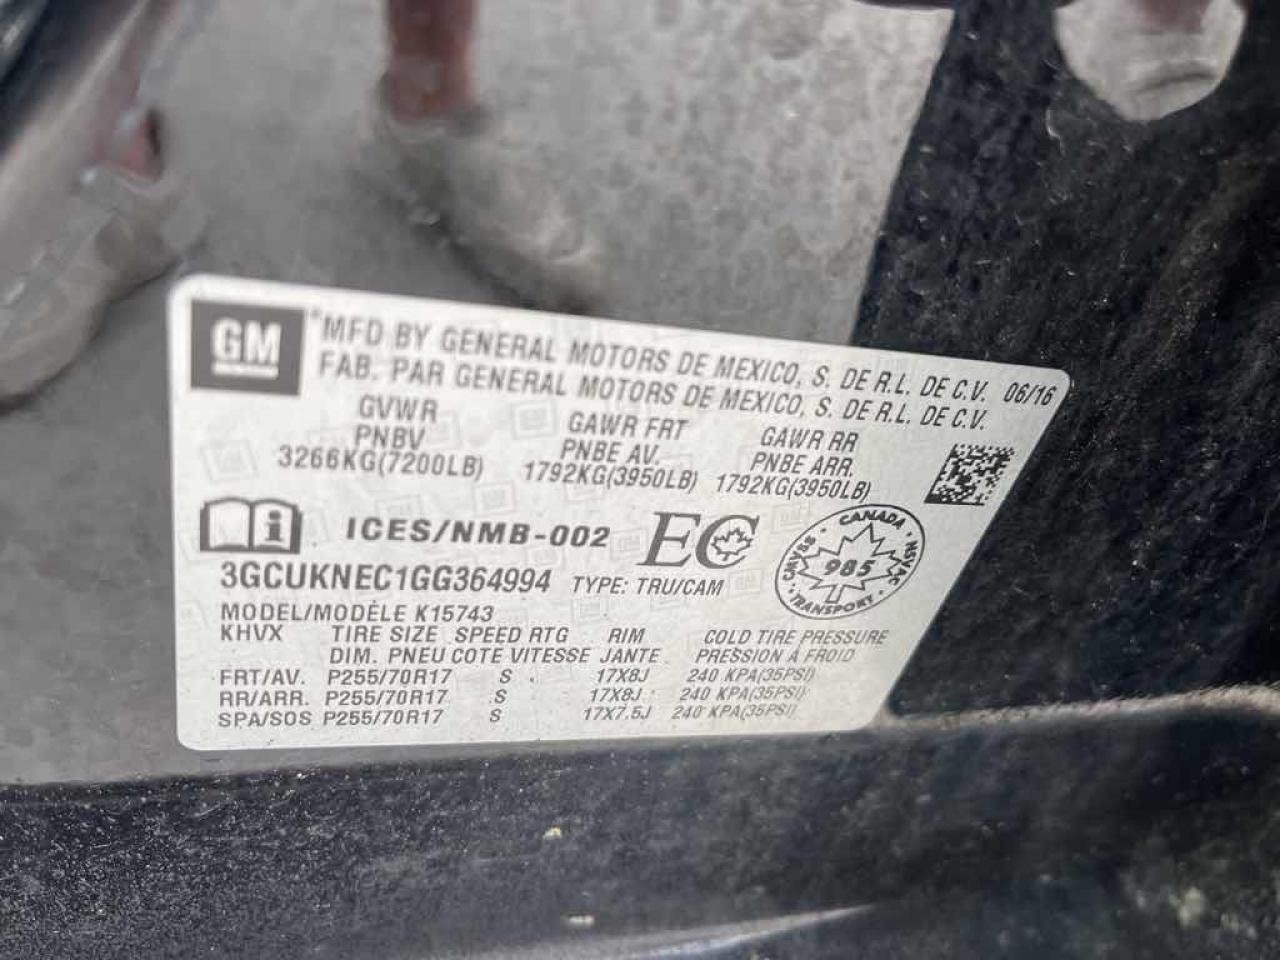 GM
MFD BY GENERAL MOTORS DE MEXICO, S. DE R.L. DE C.V. 06/16
FAB. PAR GENERAL MOTORS DE MEXICO, S. DE R.L. DE C.V.
GVWR GAWR FRT GAWR RR
PNBV PNBE AV. PNBE ARR.
3266KG(7200LB) 1792KG(3950LB) 1792KG(3950LB)
ICES/NMB-002 EC
CANADA
CMVSS 985 NSVAC
TRANSPORT
3GCUKNEC1GG364994 TYPE: TRU/CAM
MODEL/MODÈLE K15743
KHVX TIRE SIZE SPEED RTG RIM COLD TIRE PRESSURE
DIM. PNEU COTE VITESSE JANTE PRESSION À FROID
FRT/AV. P255/70R17 S 17X8J 240 KPA(35PSI)
RR/ARR. P255/70R17 S 17X8J 240 KPA(35PSI)
SPA/SOS P255/70R17 S 17X7.5J 240 KPA(35PSI)